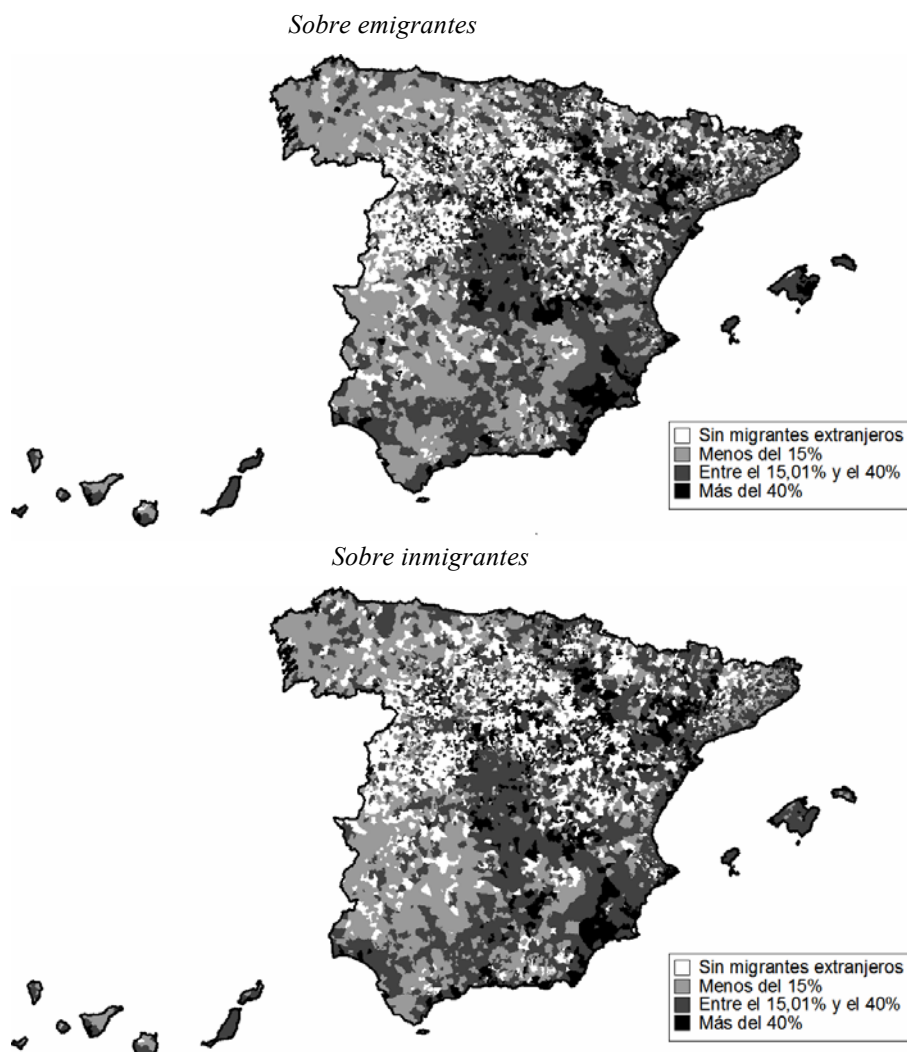 Sobre emigrantes
Sin migrantes extranjeros
Menos del 15%
Entre el 15,01% y el 40%
Más del 40%
Sobre inmigrantes
Sin migrantes extranjeros
Menos del 15%
Entre el 15,01% y el 40%
Más del 40%